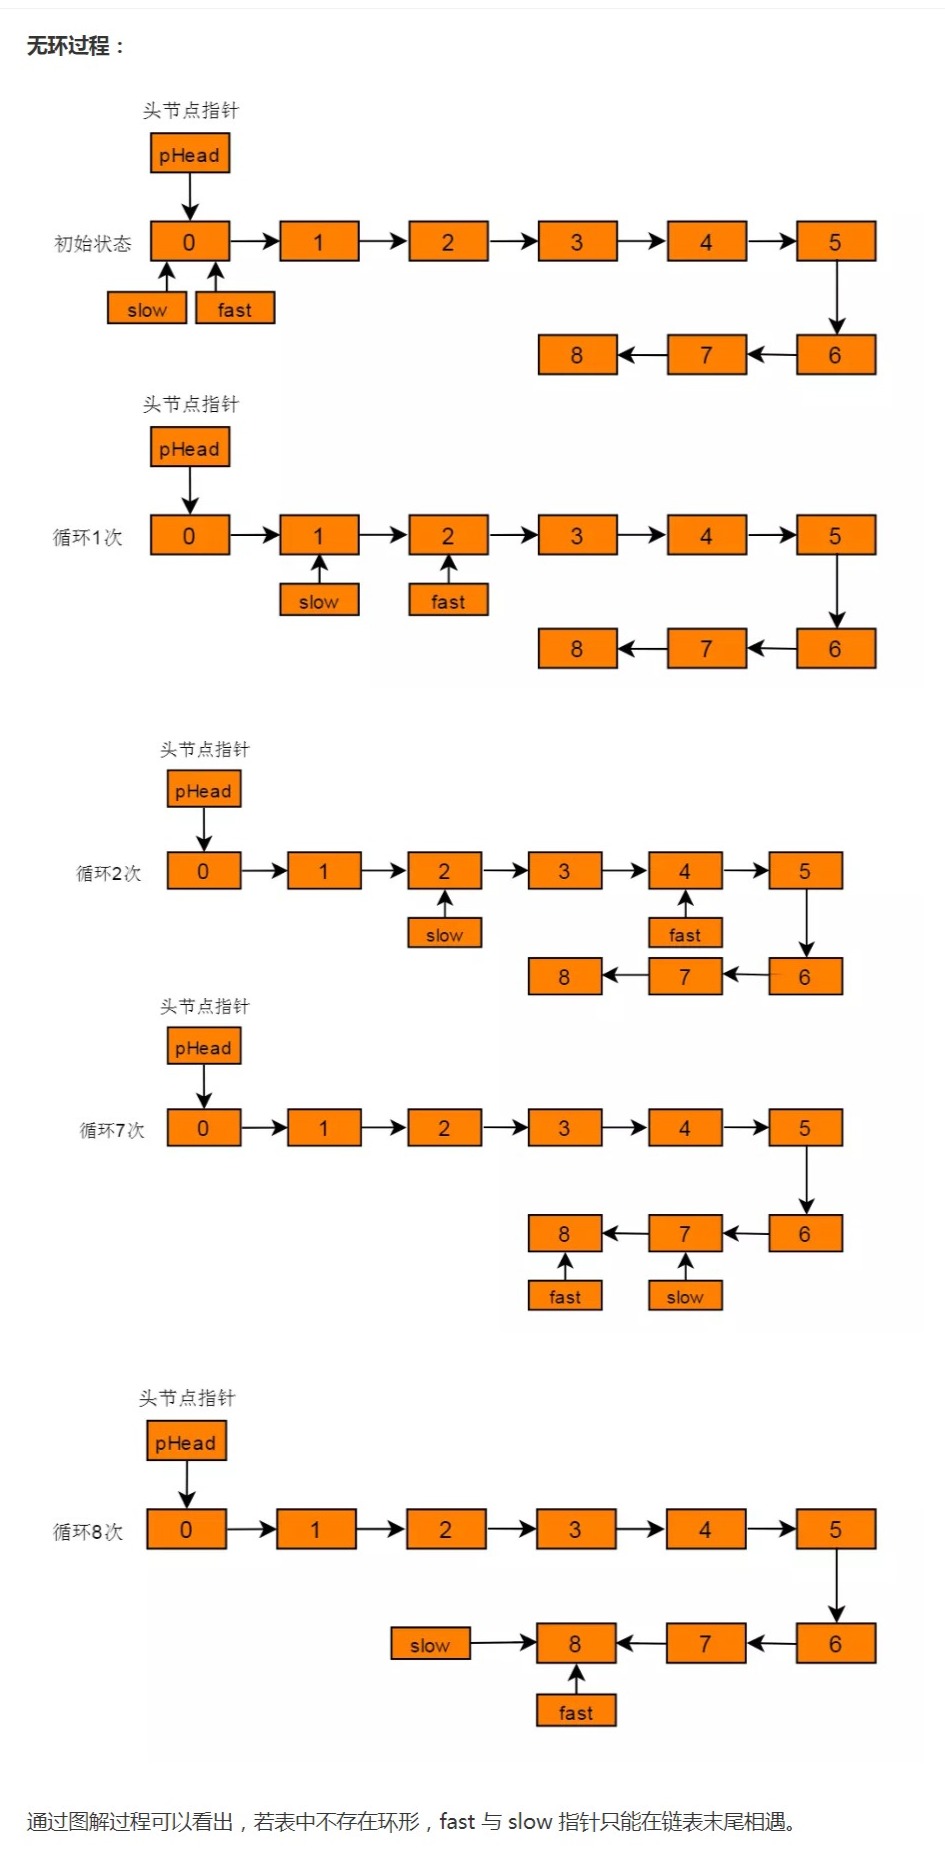 无环过程：
头节点指针
pHead
初始状态 0 1 2 3 4 5
slow fast
8 7 6
头节点指针
pHead
循环1次 0 1 2 3 4 5
slow fast
8 7 6
头节点指针
pHead
循环2次 0 1 2 3 4 5
slow fast
8 7 6
头节点指针
pHead
循环7次 0 1 2 3 4 5
8 7 6
fast slow
头节点指针
pHead
循环8次 0 1 2 3 4 5
slow 8 7 6
fast
通过图解过程可以看出，若表中不存在环形，fast 与 slow 指针只能在链表末尾相遇。